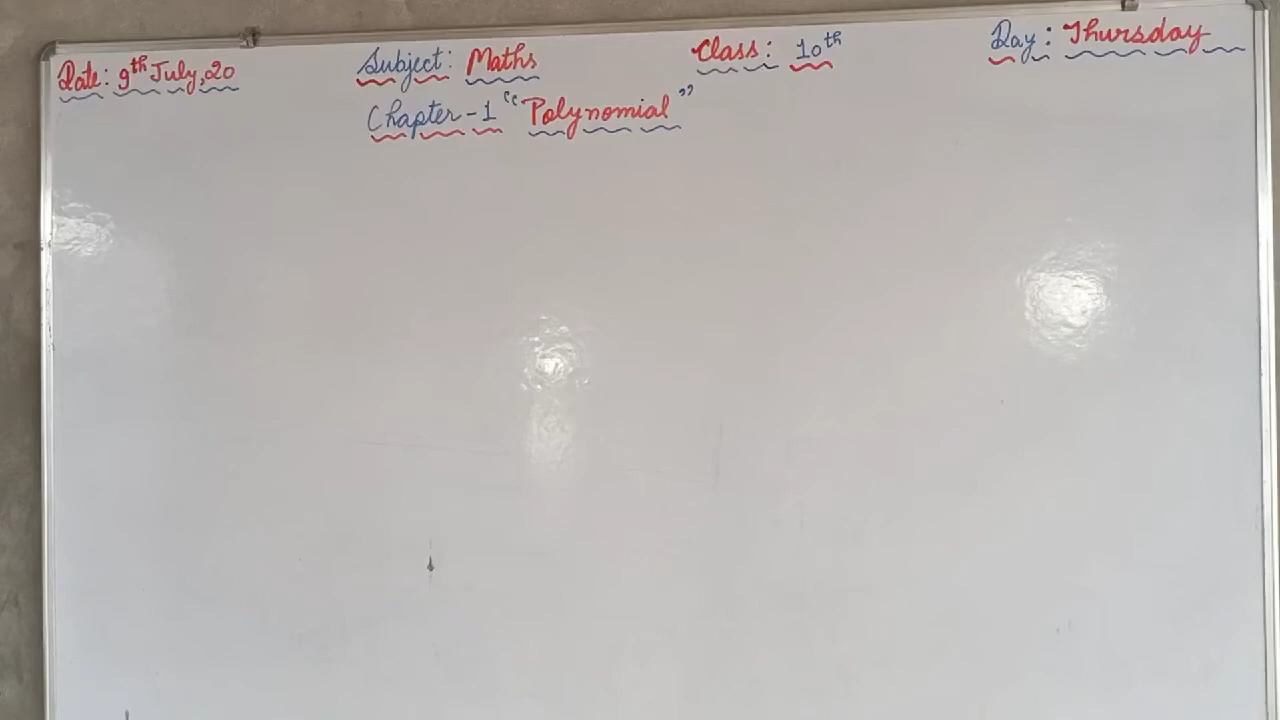 Date: 9th July,20 Subject: Maths Class: 10th Day: Thursday
Chapter-1 "Polynomial"